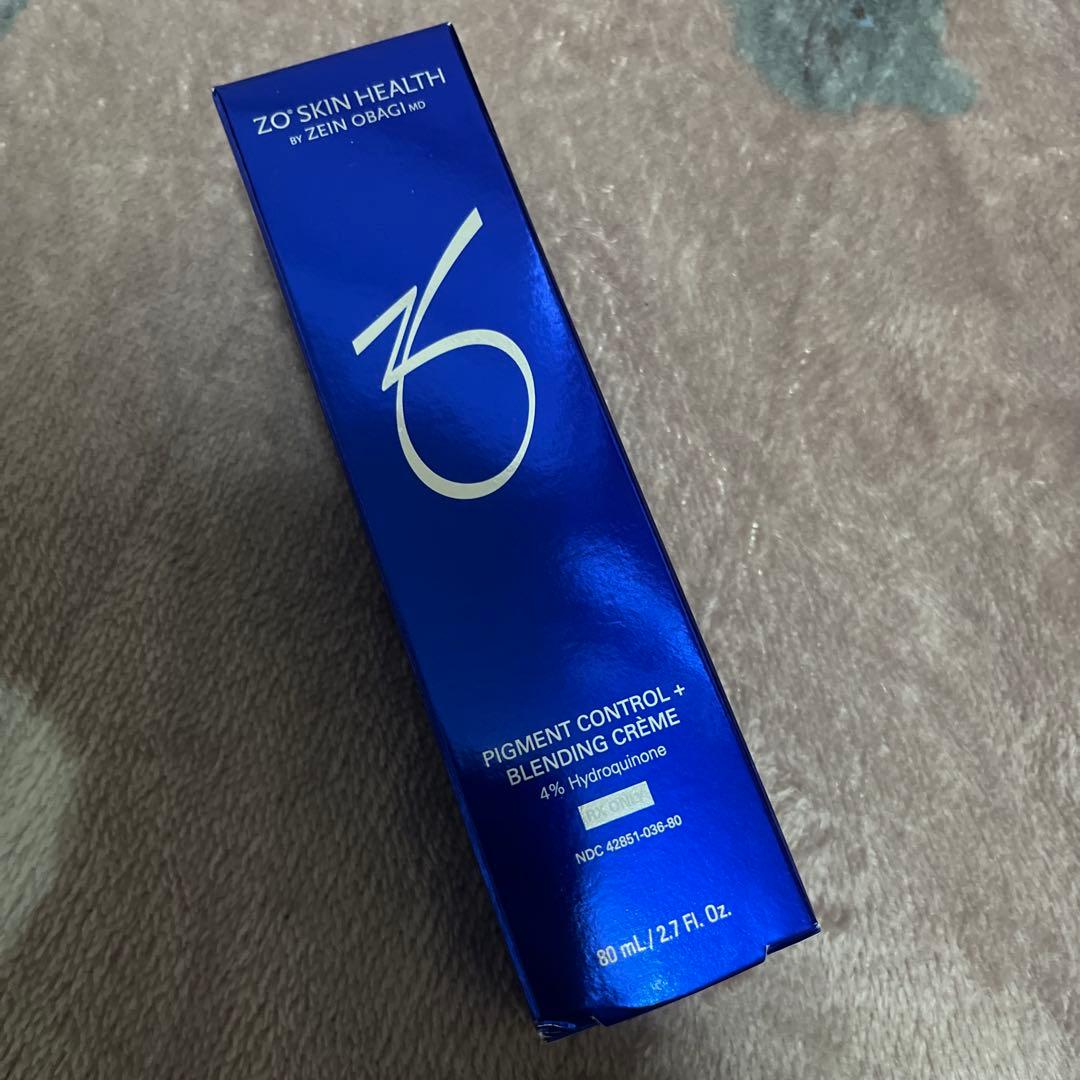 ZO® SKIN HEALTH
BY ZEIN OBAGI MD
ZO
PIGMENT CONTROL +
BLENDING CRÈME
4% Hydroquinone
RX ONLY
NDC 42851-036-80
80 mL / 2.7 Fl. Oz.